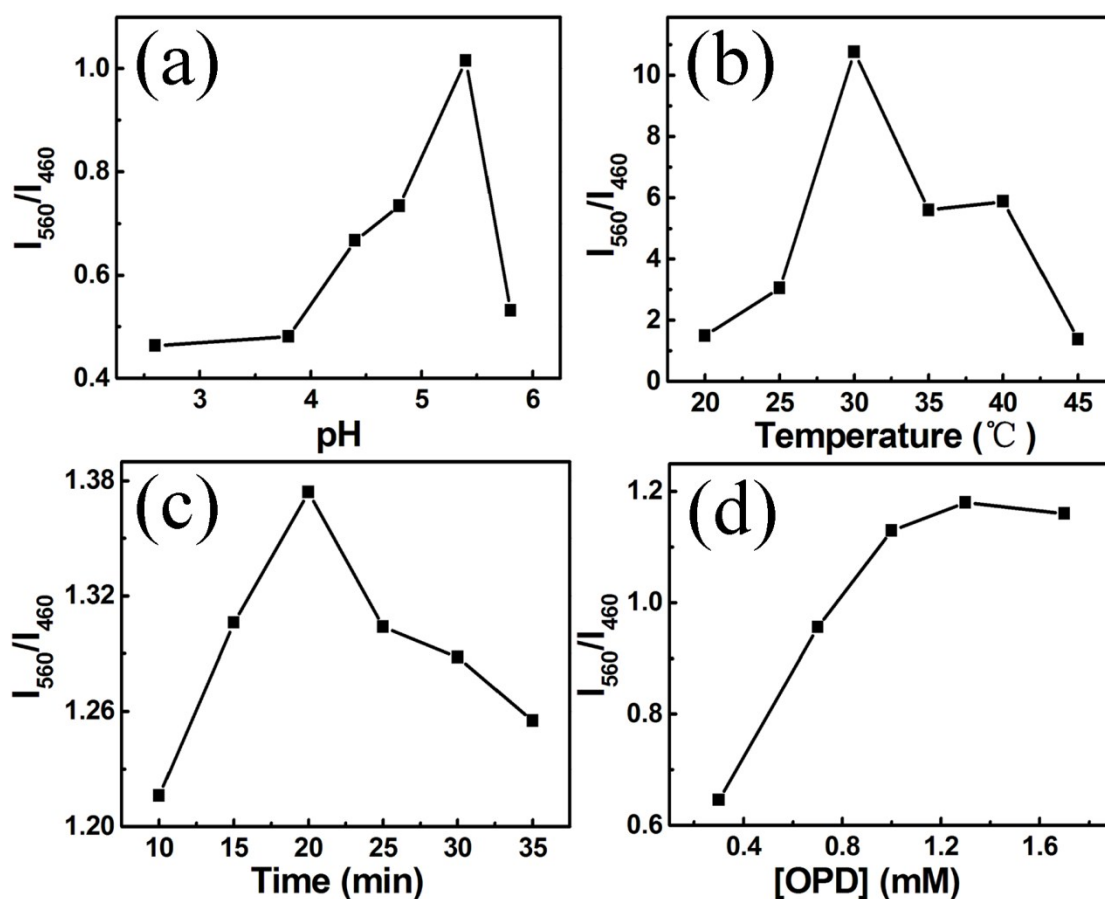 (a)
I560/I460
1.0
0.8
0.6
0.4
3 4 5 6
pH
(b)
I560/I460
10
8
6
4
2
0
20 25 30 35 40 45
Temperature (℃)
(c)
I560/I460
1.38
1.32
1.26
1.20
10 15 20 25 30 35
Time (min)
(d)
I560/I460
1.2
1.0
0.8
0.6
0.4 0.8 1.2 1.6
[OPD] (mM)